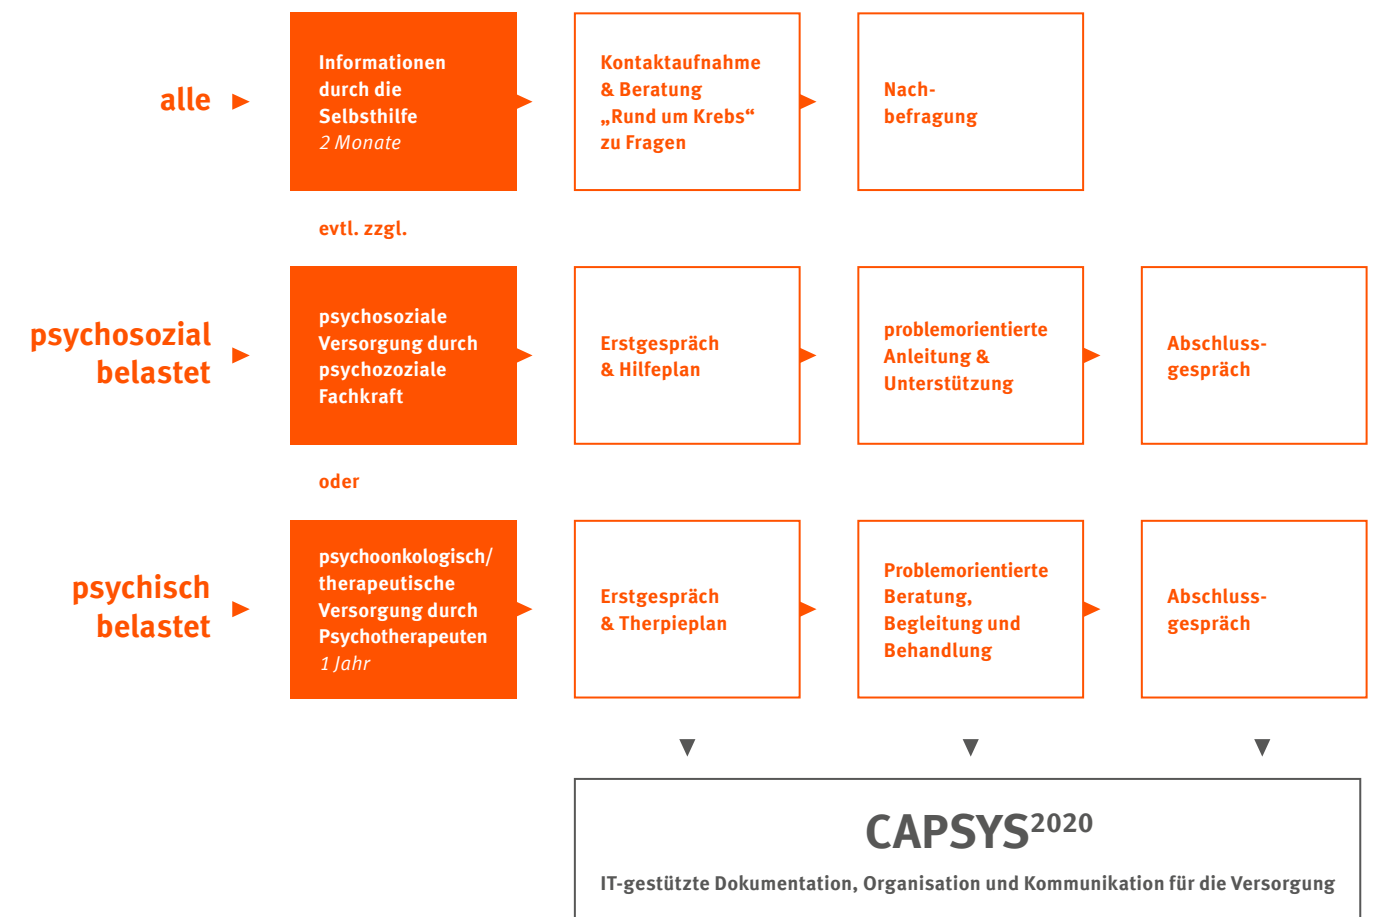 alle
Informationen
durch die
Selbsthilfe
2 Monate
Kontaktaufnahme
& Beratung
„Rund um Krebs“
zu Fragen
Nach-
befragung
evtl. zzgl.
psychosozial
belastet
psychosoziale
Versorgung durch
psychozoziale
Fachkraft
Erstgespräch
& Hilfeplan
problemorientierte
Anleitung &
Unterstützung
Abschluss-
gespräch
oder
psychisch
belastet
psychoonkologisch/
therapeutische
Versorgung durch
Psychotherapeuten
1 Jahr
Erstgespräch
& Therpieplan
Problemorientierte
Beratung,
Begleitung und
Behandlung
Abschluss-
gespräch
CAPSYS2020
IT-gestützte Dokumentation, Organisation und Kommunikation für die Versorgung